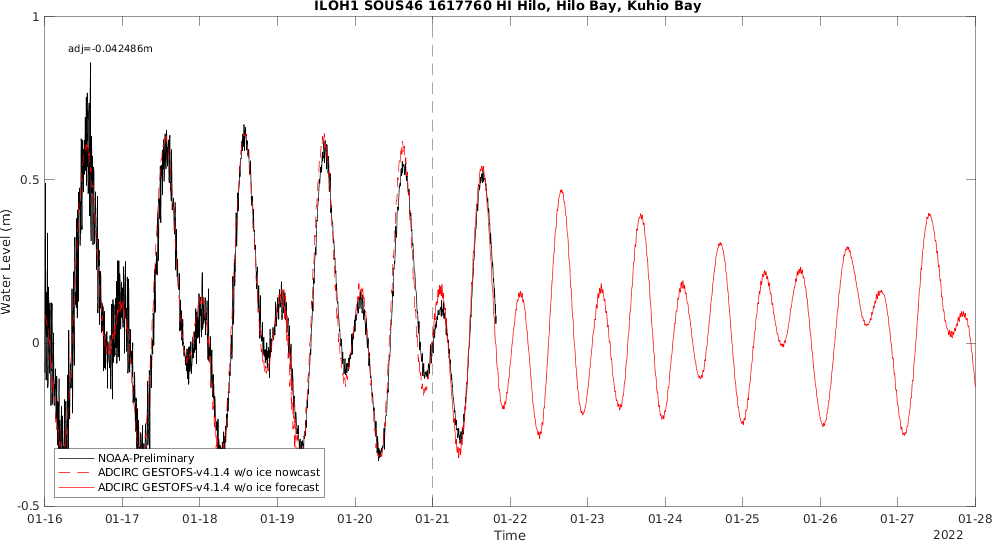 ILOH1 SOUS46 1617760 HI Hilo, Hilo Bay, Kuhio Bay
adj=-0.042486m
Water Level (m)
1
0.5
0
-0.5
NOAA-Preliminary
ADCIRC GESTOFS-v4.1.4 w/o ice nowcast
ADCIRC GESTOFS-v4.1.4 w/o ice forecast
01-16 01-17 01-18 01-19 01-20 01-21 01-22 01-23 01-24 01-25 01-26 01-27 01-28
Time
2022